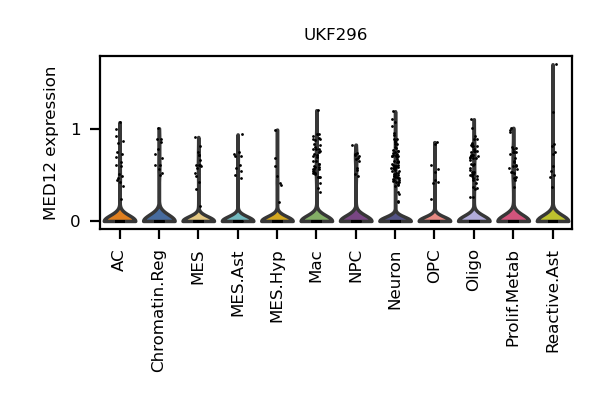 UKF296
MED12 expression
1
0
AC
Chromatin.Reg
MES
MES.Ast
MES.Hyp
Mac
NPC
Neuron
OPC
Oligo
Prolif.Metab
Reactive.Ast